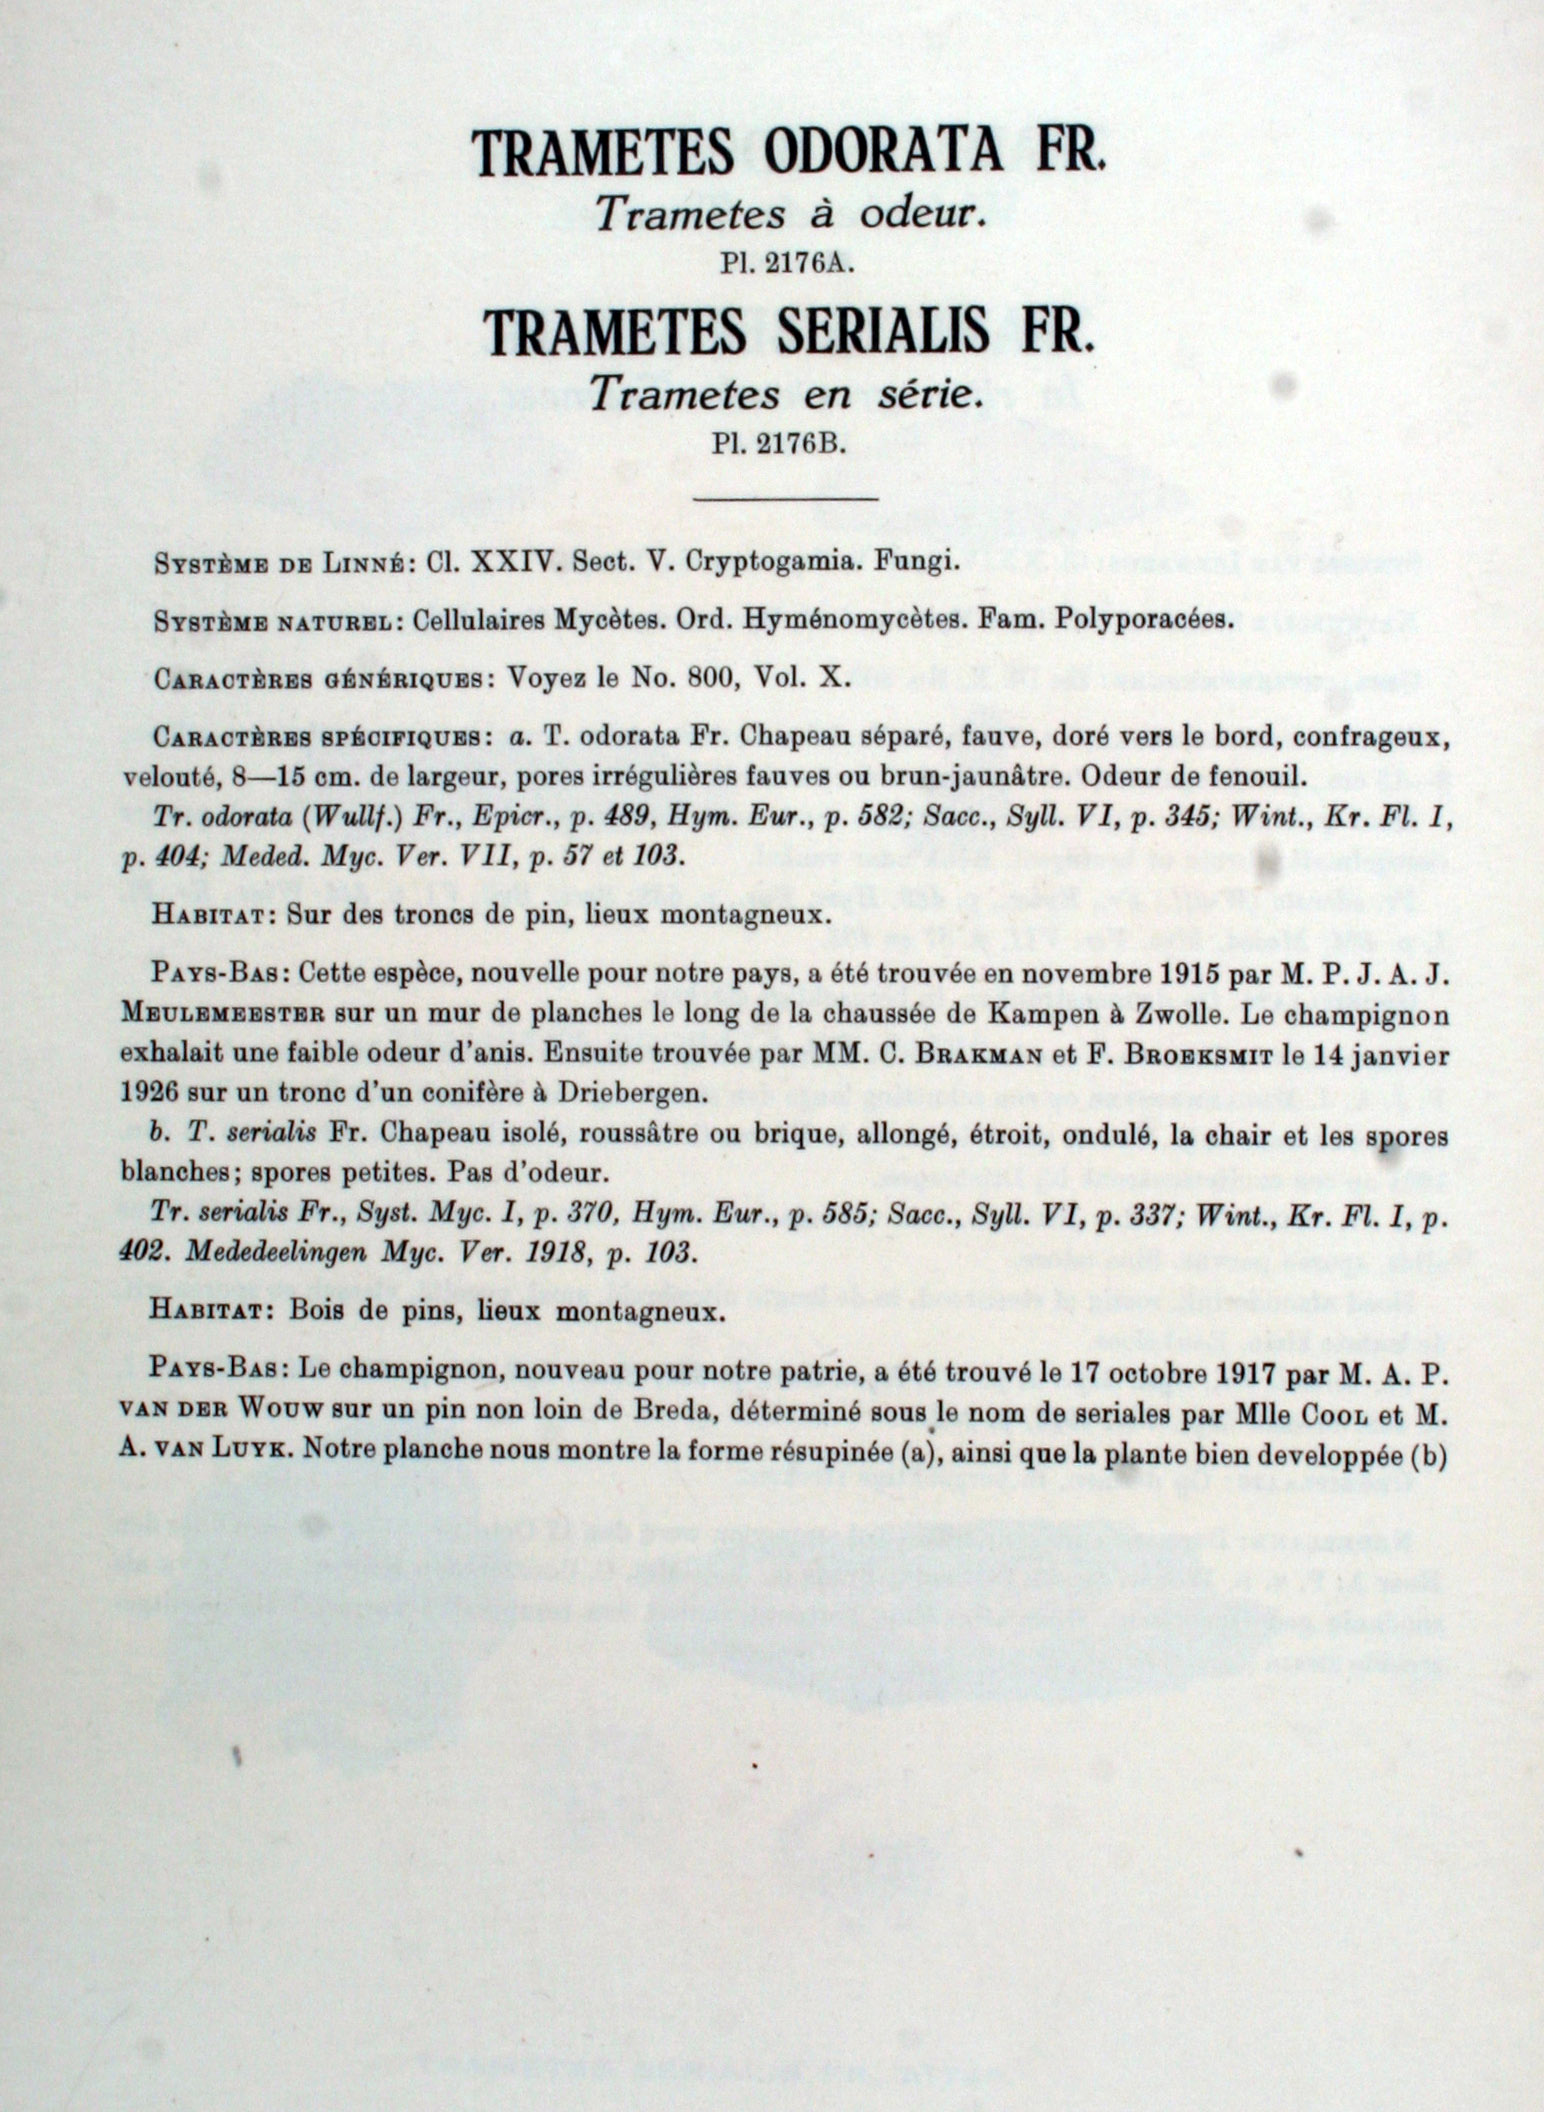 TRAMETES ODORATA FR.
Trametes à odeur.
Pl. 2176A.
TRAMETES SERIALIS FR.
Trametes en série.
Pl. 2176B.
Système de Linné: Cl. XXIV. Sect. V. Cryptogamia. Fungi.
Système naturel: Cellulaires Mycètes. Ord. Hyménomycètes. Fam. Polyporacées.
Caractères génériques: Voyez le No. 800, Vol. X.
Caractères spécifiques: a. T. odorata Fr. Chapeau séparé, fauve, doré vers le bord, confrageux,
velouté, 8—15 cm. de largeur, pores irrégulières fauves ou brun-jaunâtre. Odeur de fenouil.
Tr. odorata (Wullf.) Fr., Epicr., p. 489, Hym. Eur., p. 582; Sacc., Syll. VI, p. 345; Wint., Kr. Fl. I,
p. 404; Meded. Myc. Ver. VII, p. 57 et 103.
Habitat: Sur des troncs de pin, lieux montagneux.
Pays-Bas: Cette espèce, nouvelle pour notre pays, a été trouvée en novembre 1915 par M. P. J. A. J.
Meulemeester sur un mur de planches le long de la chaussée de Kampen à Zwolle. Le champignon
exhalait une faible odeur d'anis. Ensuite trouvée par MM. C. Brakman et F. Broeksmit le 14 janvier
1926 sur un tronc d'un conifère à Driebergen.
b. T. serialis Fr. Chapeau isolé, roussâtre ou brique, allongé, étroit, ondulé, la chair et les spores
blanches; spores petites. Pas d'odeur.
Tr. serialis Fr., Syst. Myc. I, p. 370, Hym. Eur., p. 585; Sacc., Syll. VI, p. 337; Wint., Kr. Fl. I, p.
402. Mededeelingen Myc. Ver. 1918, p. 103.
Habitat: Bois de pins, lieux montagneux.
Pays-Bas: Le champignon, nouveau pour notre patrie, a été trouvé le 17 octobre 1917 par M. A. P.
van der Wouw sur un pin non loin de Breda, déterminé sous le nom de seriales par Mlle Cool et M.
A. van Luyk. Notre planche nous montre la forme résupinée (a), ainsi que la plante bien developpée (b)